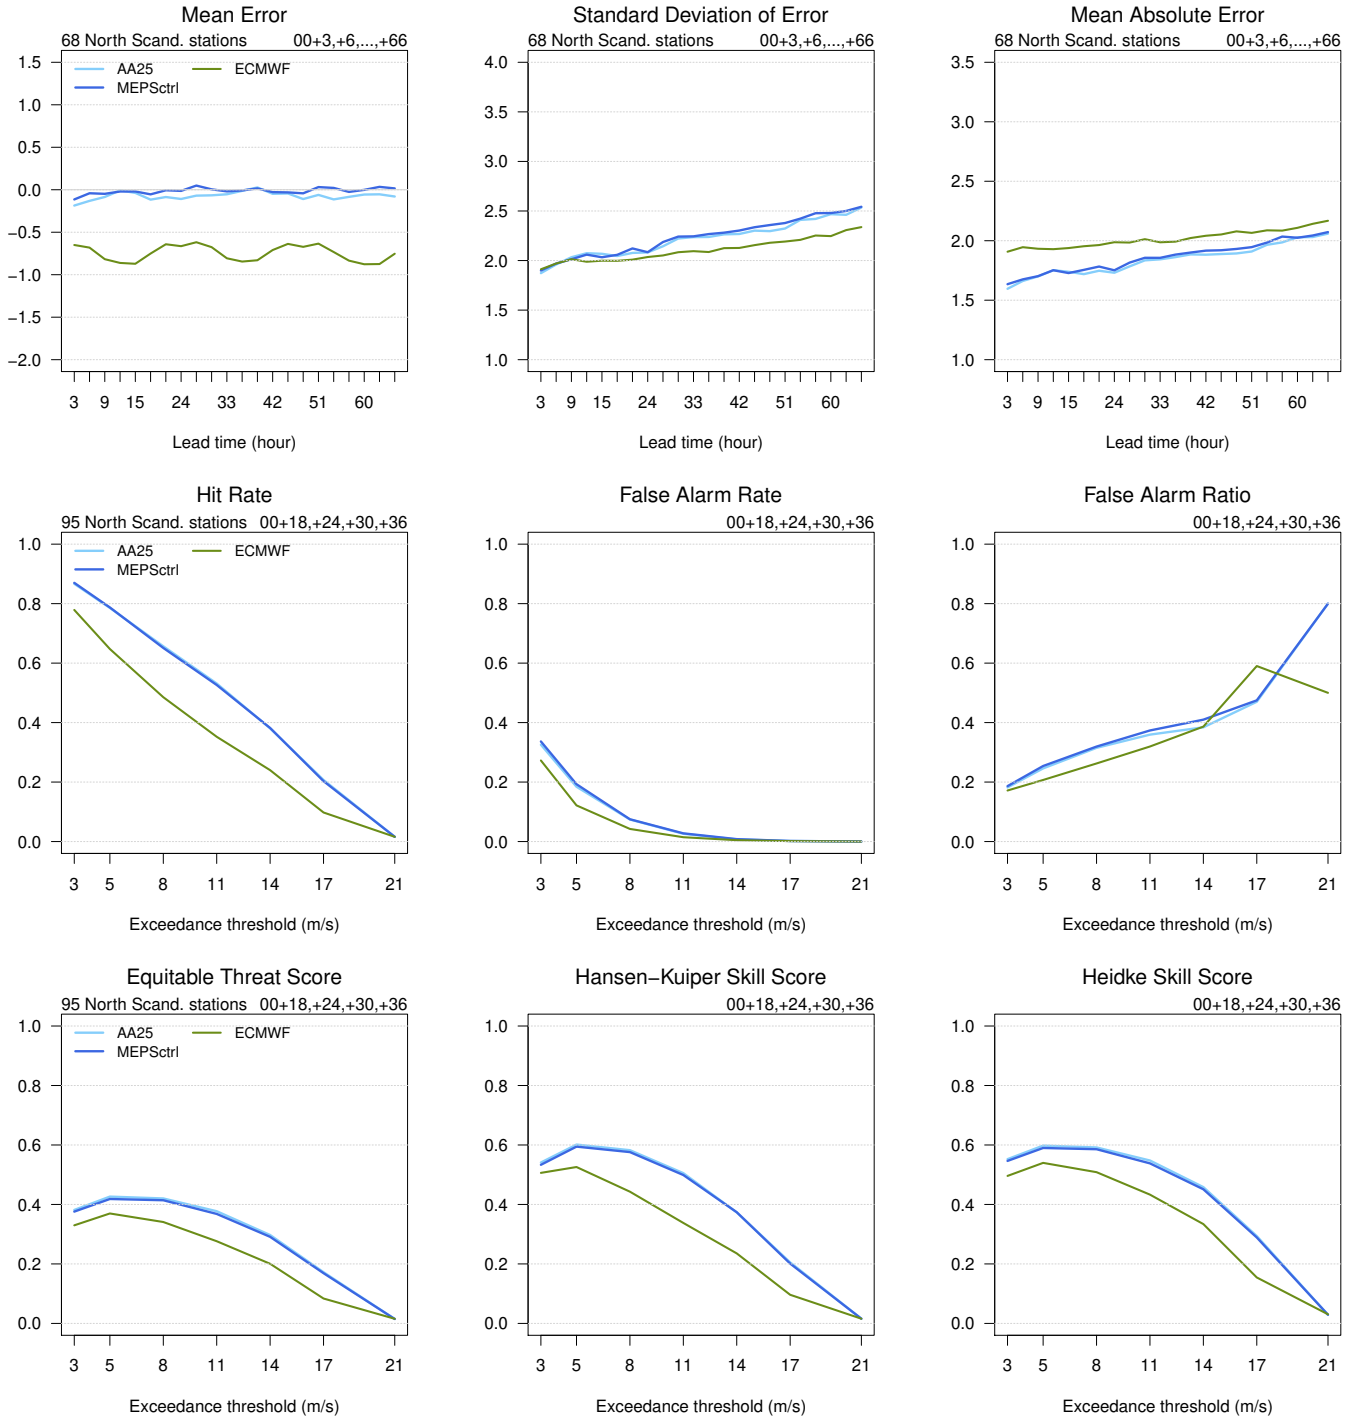 Mean Error
68 North Scand. stations 00+3,+6,...,+66
AA25 ECMWF
MEPSctrl
1.5
1.0
0.5
0.0
−0.5
−1.0
−1.5
−2.0
3 9 15 24 33 42 51 60
Lead time (hour)
Standard Deviation of Error
68 North Scand. stations 00+3,+6,...,+66
4.0
3.5
3.0
2.5
2.0
1.5
1.0
3 9 15 24 33 42 51 60
Lead time (hour)
Mean Absolute Error
68 North Scand. stations 00+3,+6,...,+66
3.5
3.0
2.5
2.0
1.5
1.0
3 9 15 24 33 42 51 60
Lead time (hour)
Hit Rate
95 North Scand. stations 00+18,+24,+30,+36
AA25 ECMWF
MEPSctrl
1.0
0.8
0.6
0.4
0.2
0.0
3 5 8 11 14 17 21
Exceedance threshold (m/s)
False Alarm Rate
00+18,+24,+30,+36
1.0
0.8
0.6
0.4
0.2
0.0
3 5 8 11 14 17 21
Exceedance threshold (m/s)
False Alarm Ratio
00+18,+24,+30,+36
1.0
0.8
0.6
0.4
0.2
0.0
3 5 8 11 14 17 21
Exceedance threshold (m/s)
Equitable Threat Score
95 North Scand. stations 00+18,+24,+30,+36
AA25 ECMWF
MEPSctrl
1.0
0.8
0.6
0.4
0.2
0.0
3 5 8 11 14 17 21
Exceedance threshold (m/s)
Hansen−Kuiper Skill Score
00+18,+24,+30,+36
1.0
0.8
0.6
0.4
0.2
0.0
3 5 8 11 14 17 21
Exceedance threshold (m/s)
Heidke Skill Score
00+18,+24,+30,+36
1.0
0.8
0.6
0.4
0.2
0.0
3 5 8 11 14 17 21
Exceedance threshold (m/s)